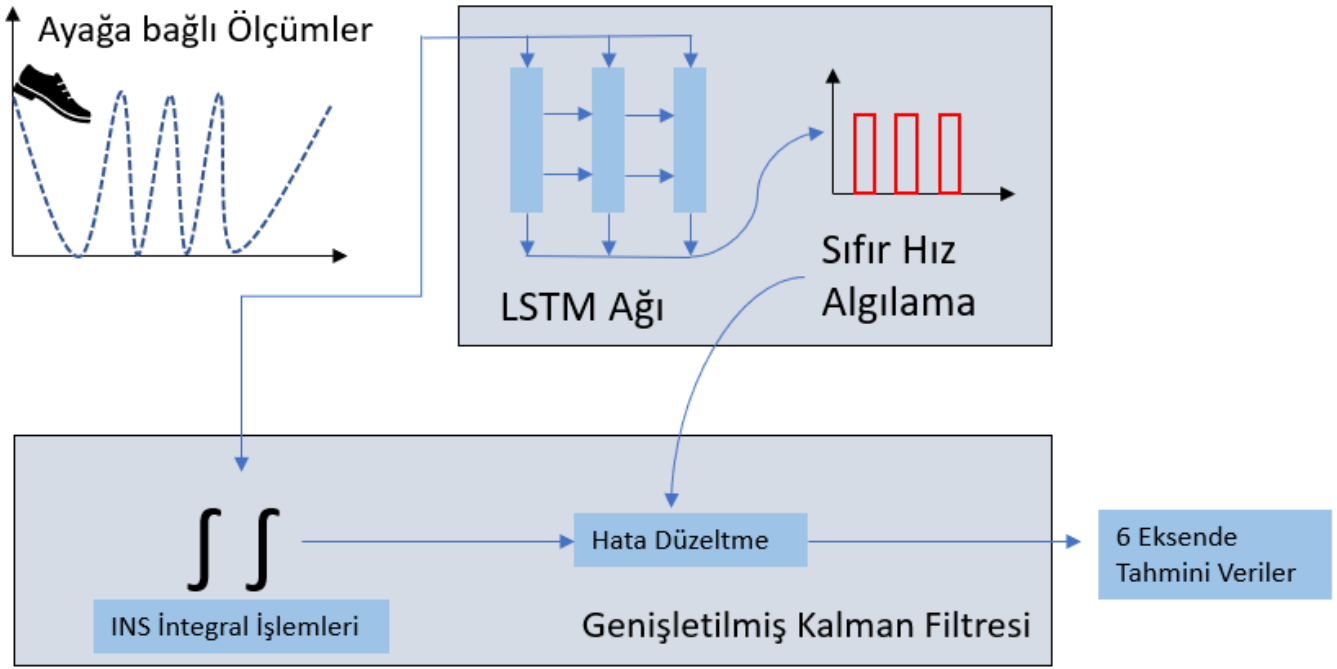 Ayağa bağlı Ölçümler
LSTM Ağı
Sıfır Hız
Algılama
INS İntegral İşlemleri
Hata Düzeltme
Genişletilmiş Kalman Filtresi
6 Eksende
Tahmini Veriler